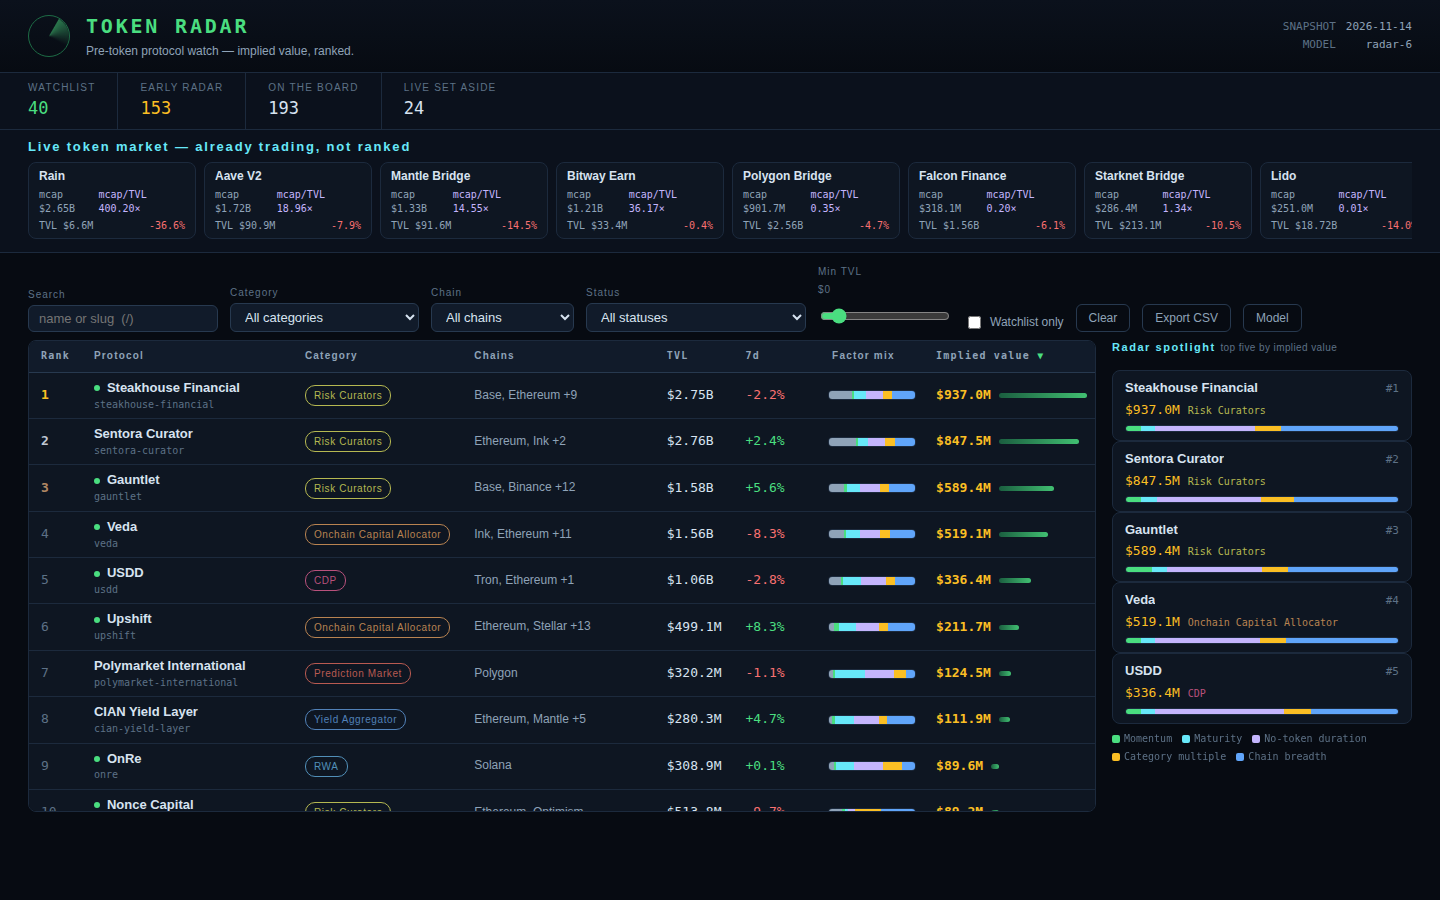 TOKEN RADAR
Pre-token protocol watch — implied value, ranked.
SNAPSHOT 2026-11-14
MODEL radar-6
WATCHLIST EARLY RADAR ON THE BOARD LIVE SET ASIDE
40 153 193 24
Live token market — already trading, not ranked
Rain Aave V2 Mantle Bridge Bitway Earn Polygon Bridge Falcon Finance Starknet Bridge Lido
mcap mcap/TVL mcap mcap/TVL mcap mcap/TVL mcap mcap/TVL mcap mcap/TVL mcap mcap/TVL mcap mcap/TVL mcap mcap/TVL
$2.65B 400.20× $1.72B 18.96× $1.33B 14.55× $1.21B 36.17× $901.7M 0.35× $318.1M 0.20× $286.4M 1.34× $251.0M 0.01×
TVL $6.6M -36.6% TVL $90.9M -7.9% TVL $91.6M -14.5% TVL $33.4M -0.4% TVL $2.56B -4.7% TVL $1.56B -6.1% TVL $213.1M -10.5% TVL $18.72B -14.0
Min TVL
$0
Search Category Chain Status
name or slug (/) All categories All chains All statuses Watchlist only Clear Export CSV Model
Rank Protocol Category Chains TVL 7d Factor mix Implied value ▼
1 Steakhouse Financial Risk Curators Base, Ethereum +9 $2.75B -2.2% $937.0M
steakhouse-financial
2 Sentora Curator Risk Curators Ethereum, Ink +2 $2.76B +2.4% $847.5M
sentora-curator
3 Gauntlet Risk Curators Base, Binance +12 $1.58B +5.6% $589.4M
gauntlet
4 Veda Onchain Capital Allocator Ink, Ethereum +11 $1.56B -8.3% $519.1M
veda
5 USDD CDP Tron, Ethereum +1 $1.06B -2.8% $336.4M
usdd
6 Upshift Onchain Capital Allocator Ethereum, Stellar +13 $499.1M +8.3% $211.7M
upshift
7 Polymarket International Prediction Market Polygon $320.2M -1.1% $124.5M
polymarket-international
8 CIAN Yield Layer Yield Aggregator Ethereum, Mantle +5 $280.3M +4.7% $111.9M
cian-yield-layer
9 OnRe RWA Solana $308.9M +0.1% $89.6M
onre
10 Nonce Capital Risk Curators Ethereum, Optimism $513.8M -9.7% $89.2M
Radar spotlight top five by implied value
Steakhouse Financial #1
$937.0M Risk Curators
Sentora Curator #2
$847.5M Risk Curators
Gauntlet #3
$589.4M Risk Curators
Veda #4
$519.1M Onchain Capital Allocator
USDD #5
$336.4M CDP
Momentum Maturity No-token duration
Category multiple Chain breadth